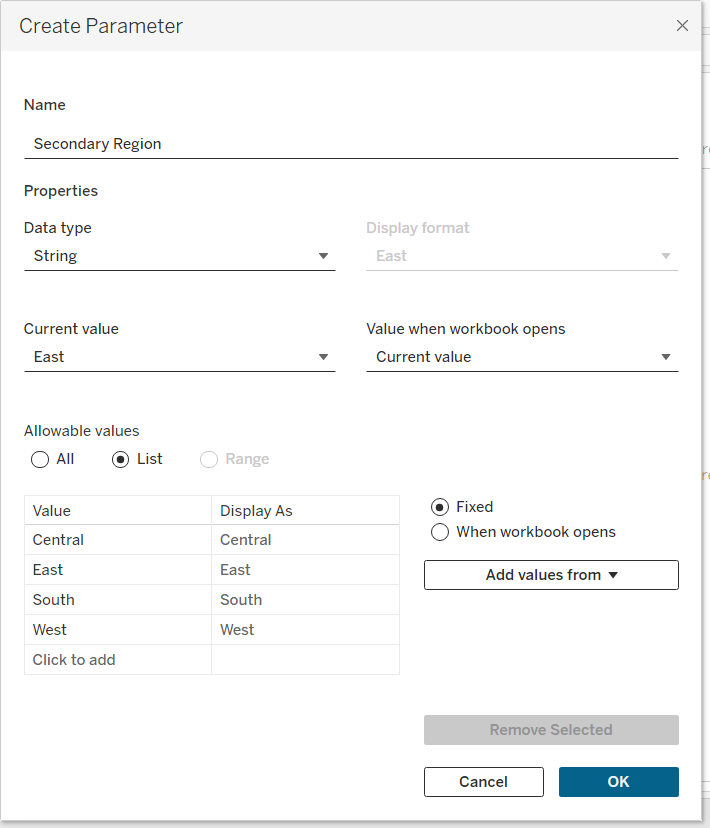 Create Parameter
Name
Secondary Region
Properties
Data type Display format
String East
Current value Value when workbook opens
East Current value
Allowable values
All List Range
Value Display As
Central Central
East East
South South
West West
Click to add
Fixed
When workbook opens
Add values from
Remove Selected
Cancel OK